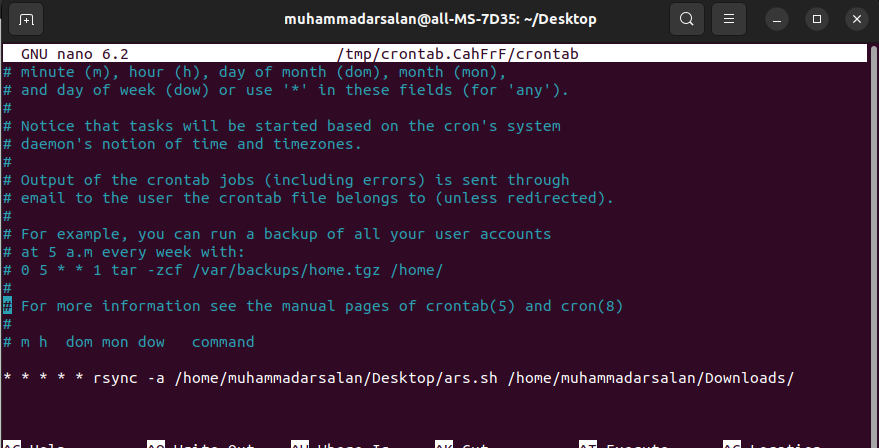 muhammadarsalan@all-MS-7D35: ~/Desktop
GNU nano 6.2 /tmp/crontab.CahFrF/crontab
# minute (m), hour (h), day of month (dom), month (mon),
# and day of week (dow) or use '*' in these fields (for 'any').
#
# Notice that tasks will be started based on the cron's system
# daemon's notion of time and timezones.
#
# Output of the crontab jobs (including errors) is sent through
# email to the user the crontab file belongs to (unless redirected).
#
# For example, you can run a backup of all your user accounts
# at 5 a.m every week with:
# 0 5 * * 1 tar -zcf /var/backups/home.tgz /home/
#
# For more information see the manual pages of crontab(5) and cron(8)
#
# m h  dom mon dow   command
* * * * * rsync -a /home/muhammadarsalan/Desktop/ars.sh /home/muhammadarsalan/Downloads/
^G Help ^O Write Out ^W Where Is ^K Cut ^T Execute ^C Location